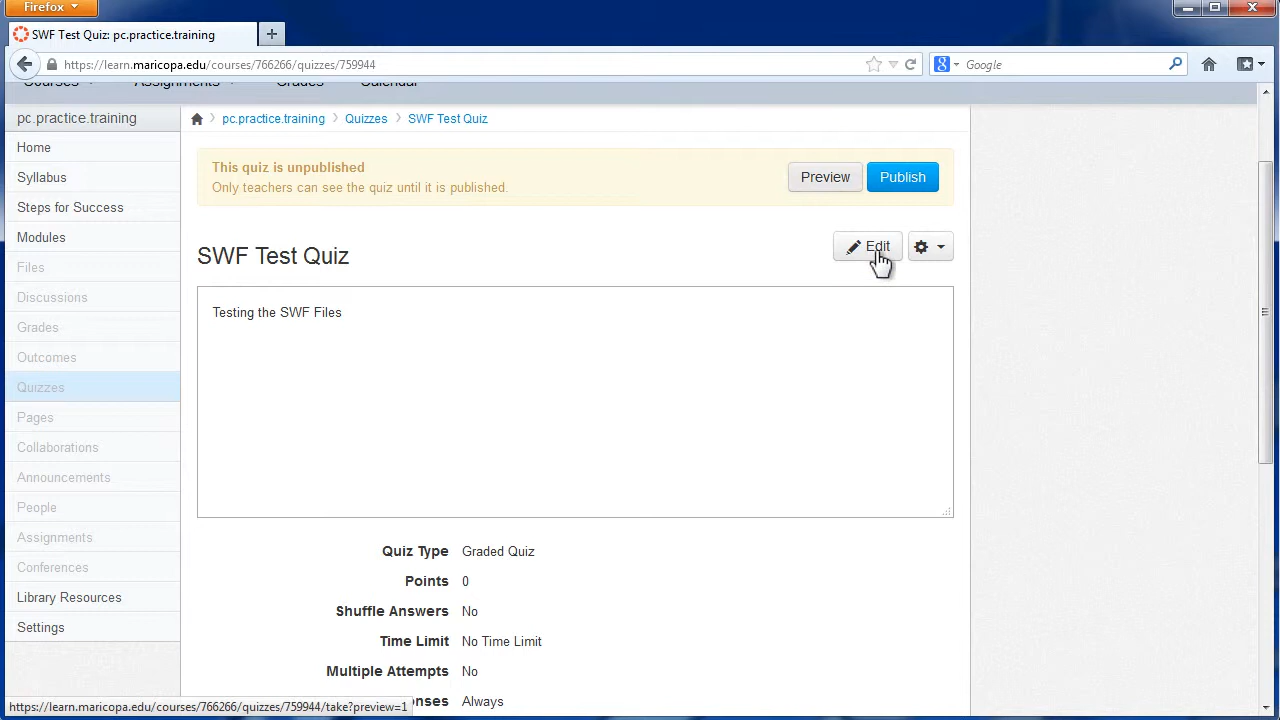 Firefox
SWF Test Quiz: pc.practice.training
https://learn.maricopa.edu/courses/766266/quizzes/759944
Google
Courses Assignments Grades Calendar
pc.practice.training
pc.practice.training > Quizzes > SWF Test Quiz
Home
Syllabus
Steps for Success
Modules
Files
Discussions
Grades
Outcomes
Quizzes
Pages
Collaborations
Announcements
People
Assignments
Conferences
Library Resources
Settings
This quiz is unpublished
Only teachers can see the quiz until it is published.
Preview
Publish
SWF Test Quiz
Edit
Testing the SWF Files
Quiz Type Graded Quiz
Points 0
Shuffle Answers No
Time Limit No Time Limit
Multiple Attempts No
onses Always
https://learn.maricopa.edu/courses/766266/quizzes/759944/take?preview=1